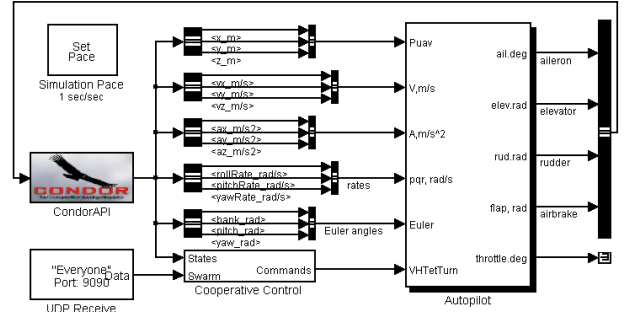 Set
Pace
Simulation Pace
1 sec/sec
CONDOR
CondorAPI
"Everyone"
Port: 9090
Data
UDP Receive
<x_m>
<y_m>
<z_m>
<vx_m/s>
<vy_m/s>
<vz_m/s>
<ax_m/s2>
<ay_m/s2>
<az_m/s2>
<rollRate_rad/s>
<pitchRate_rad/s>
<yawRate_rad/s>
rates
<bank_rad>
<pitch_rad>
<yaw_rad>
Euler angles
States
Swarm
Commands
Cooperative Control
Puav
V,m/s
A,m/s^2
pqr, rad/s
Euler
VHTetTurn
ail.deg
elev.rad
rud.rad
flap, rad
throttle.deg
Autopilot
aileron
elevator
rudder
airbrake